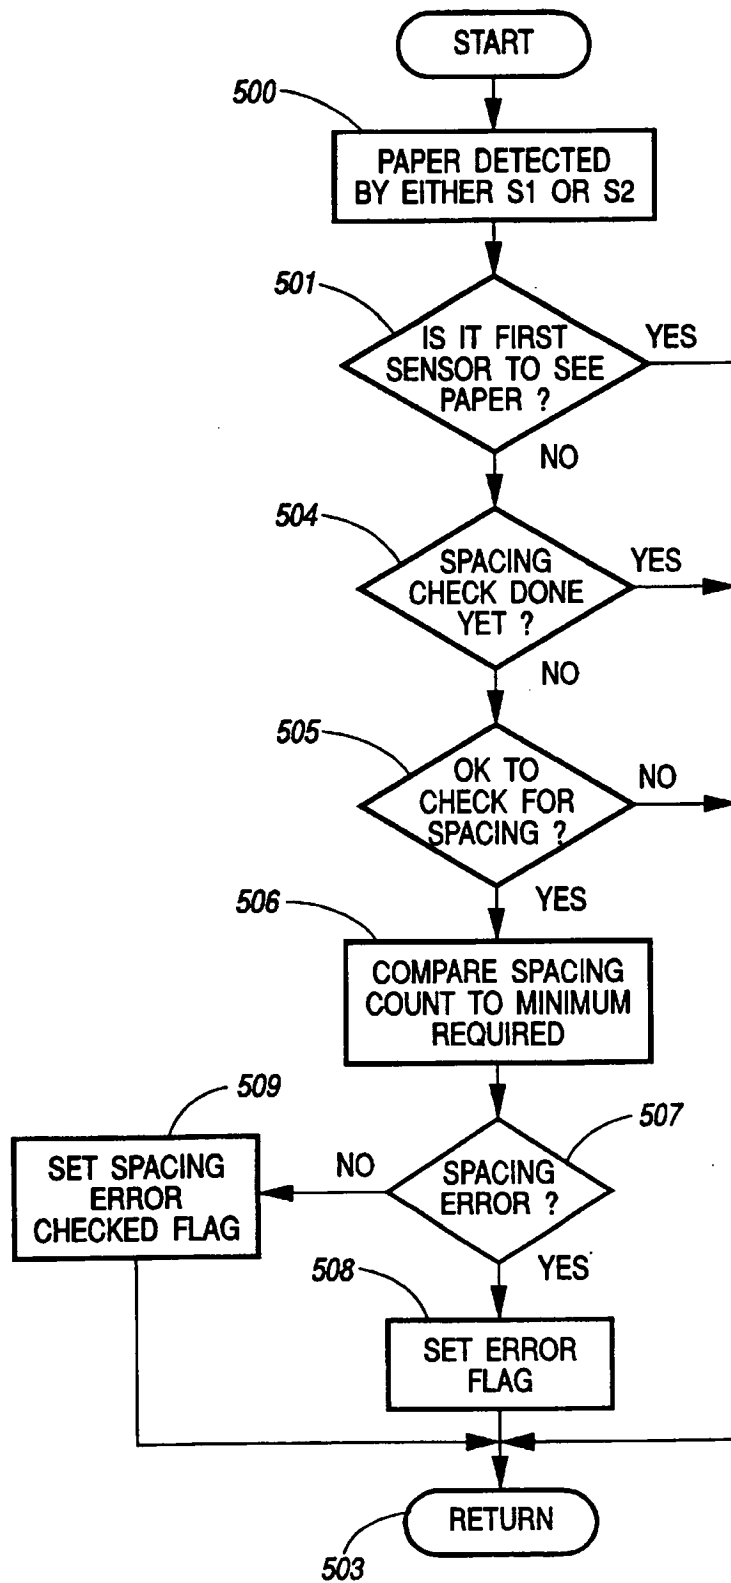 START
500
PAPER DETECTED
BY EITHER S1 OR S2
501
IS IT FIRST
SENSOR TO SEE
PAPER ?
YES
NO
504
SPACING
CHECK DONE
YET ?
YES
NO
505
OK TO
CHECK FOR
SPACING ?
NO
YES
506
COMPARE SPACING
COUNT TO MINIMUM
REQUIRED
509
507
SET SPACING
ERROR
CHECKED FLAG
NO
SPACING
ERROR ?
YES
508
SET ERROR
FLAG
RETURN
503